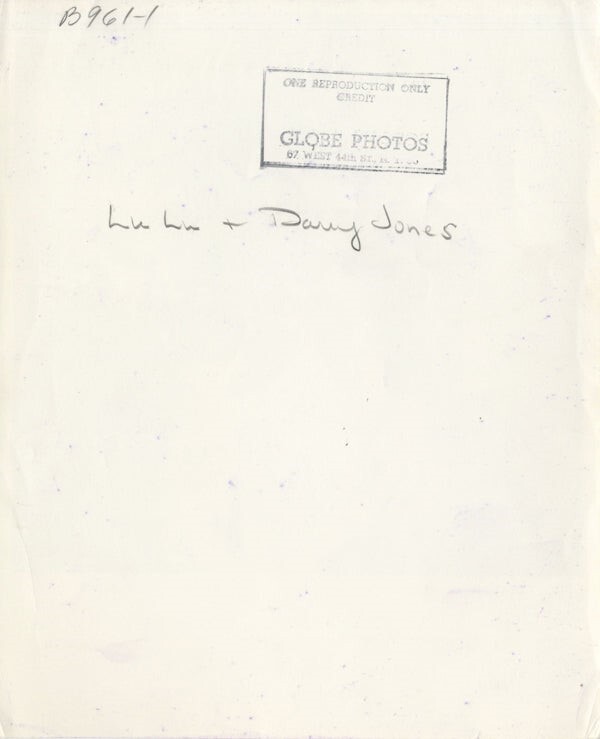 B961-1
ONE REPRODUCTION ONLY
CREDIT
GLOBE PHOTOS
67 WEST 44th ST., N. Y.
Lu Lu + Davy Jones